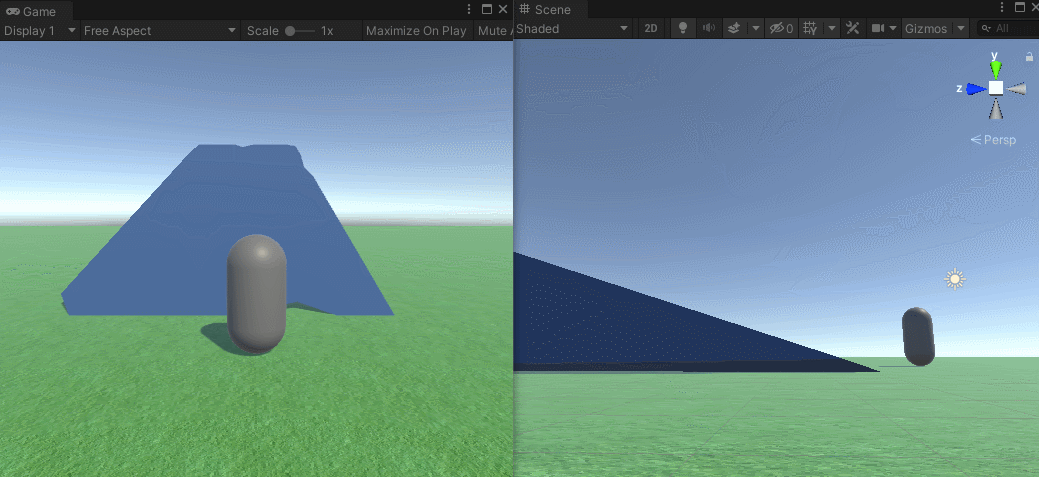 Game
Display 1
Free Aspect
Scale
1x
Maximize On Play
Mute A
Scene
Shaded
2D
0
Gizmos
All
y
z
Persp